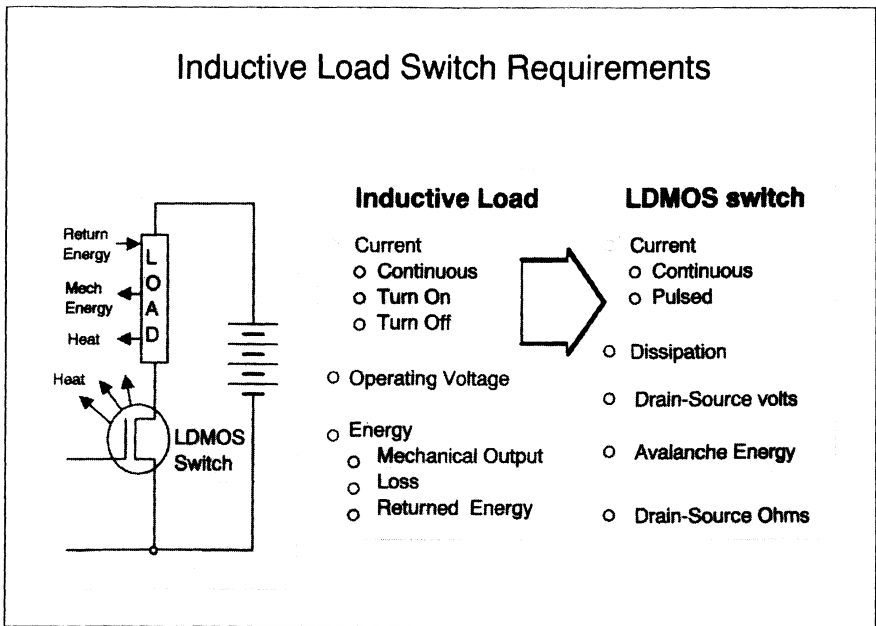 Inductive Load Switch Requirements
Return
Energy
Mech
Energy
Heat
LOAD
Heat
LDMOS
Switch
Inductive Load
Current
o Continuous
o Turn On
o Turn Off
o Operating Voltage
o Energy
o Mechanical Output
o Loss
o Returned Energy
LDMOS switch
Current
o Continuous
o Pulsed
o Dissipation
o Drain-Source volts
o Avalanche Energy
o Drain-Source Ohms